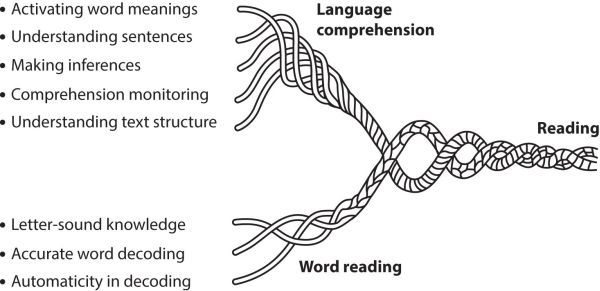 • Activating word meanings
• Understanding sentences
• Making inferences
• Comprehension monitoring
• Understanding text structure
Language
comprehension
Reading
• Letter-sound knowledge
• Accurate word decoding
• Automaticity in decoding
Word reading